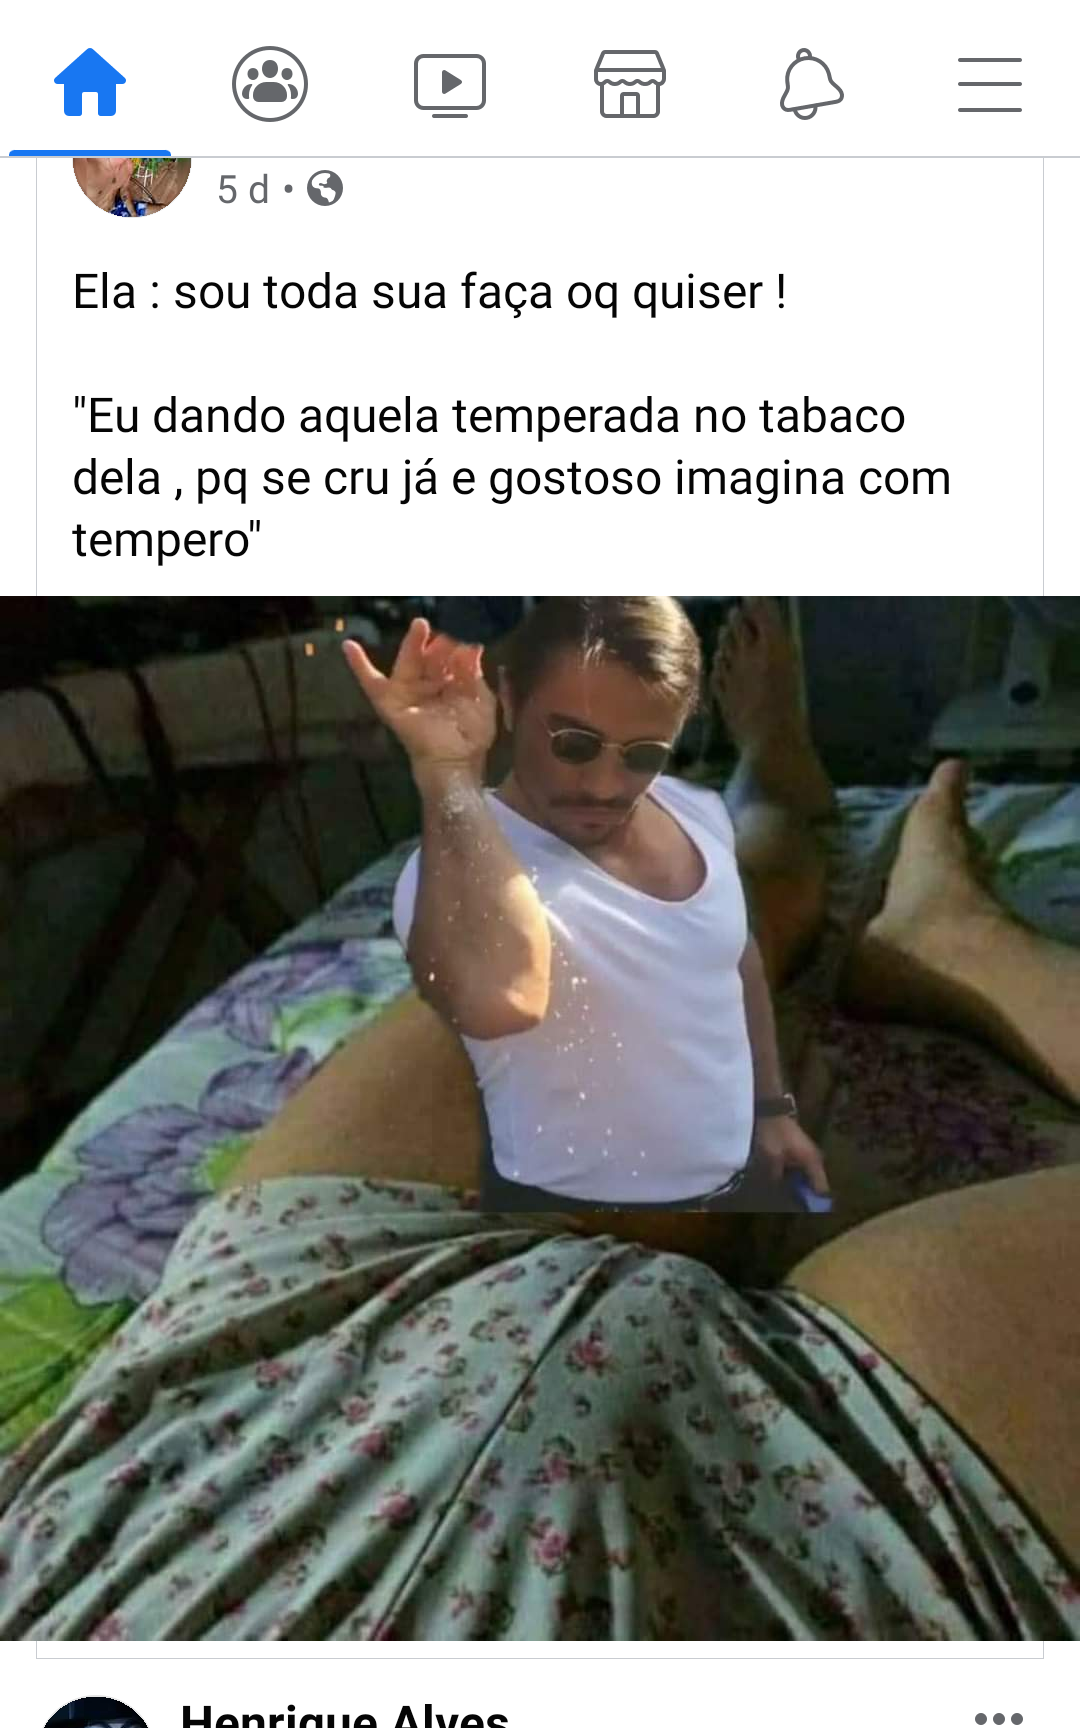 5 d •
Ela : sou toda sua faça oq quiser !
"Eu dando aquela temperada no tabaco
dela , pq se cru já e gostoso imagina com
tempero"
Henrique Alves